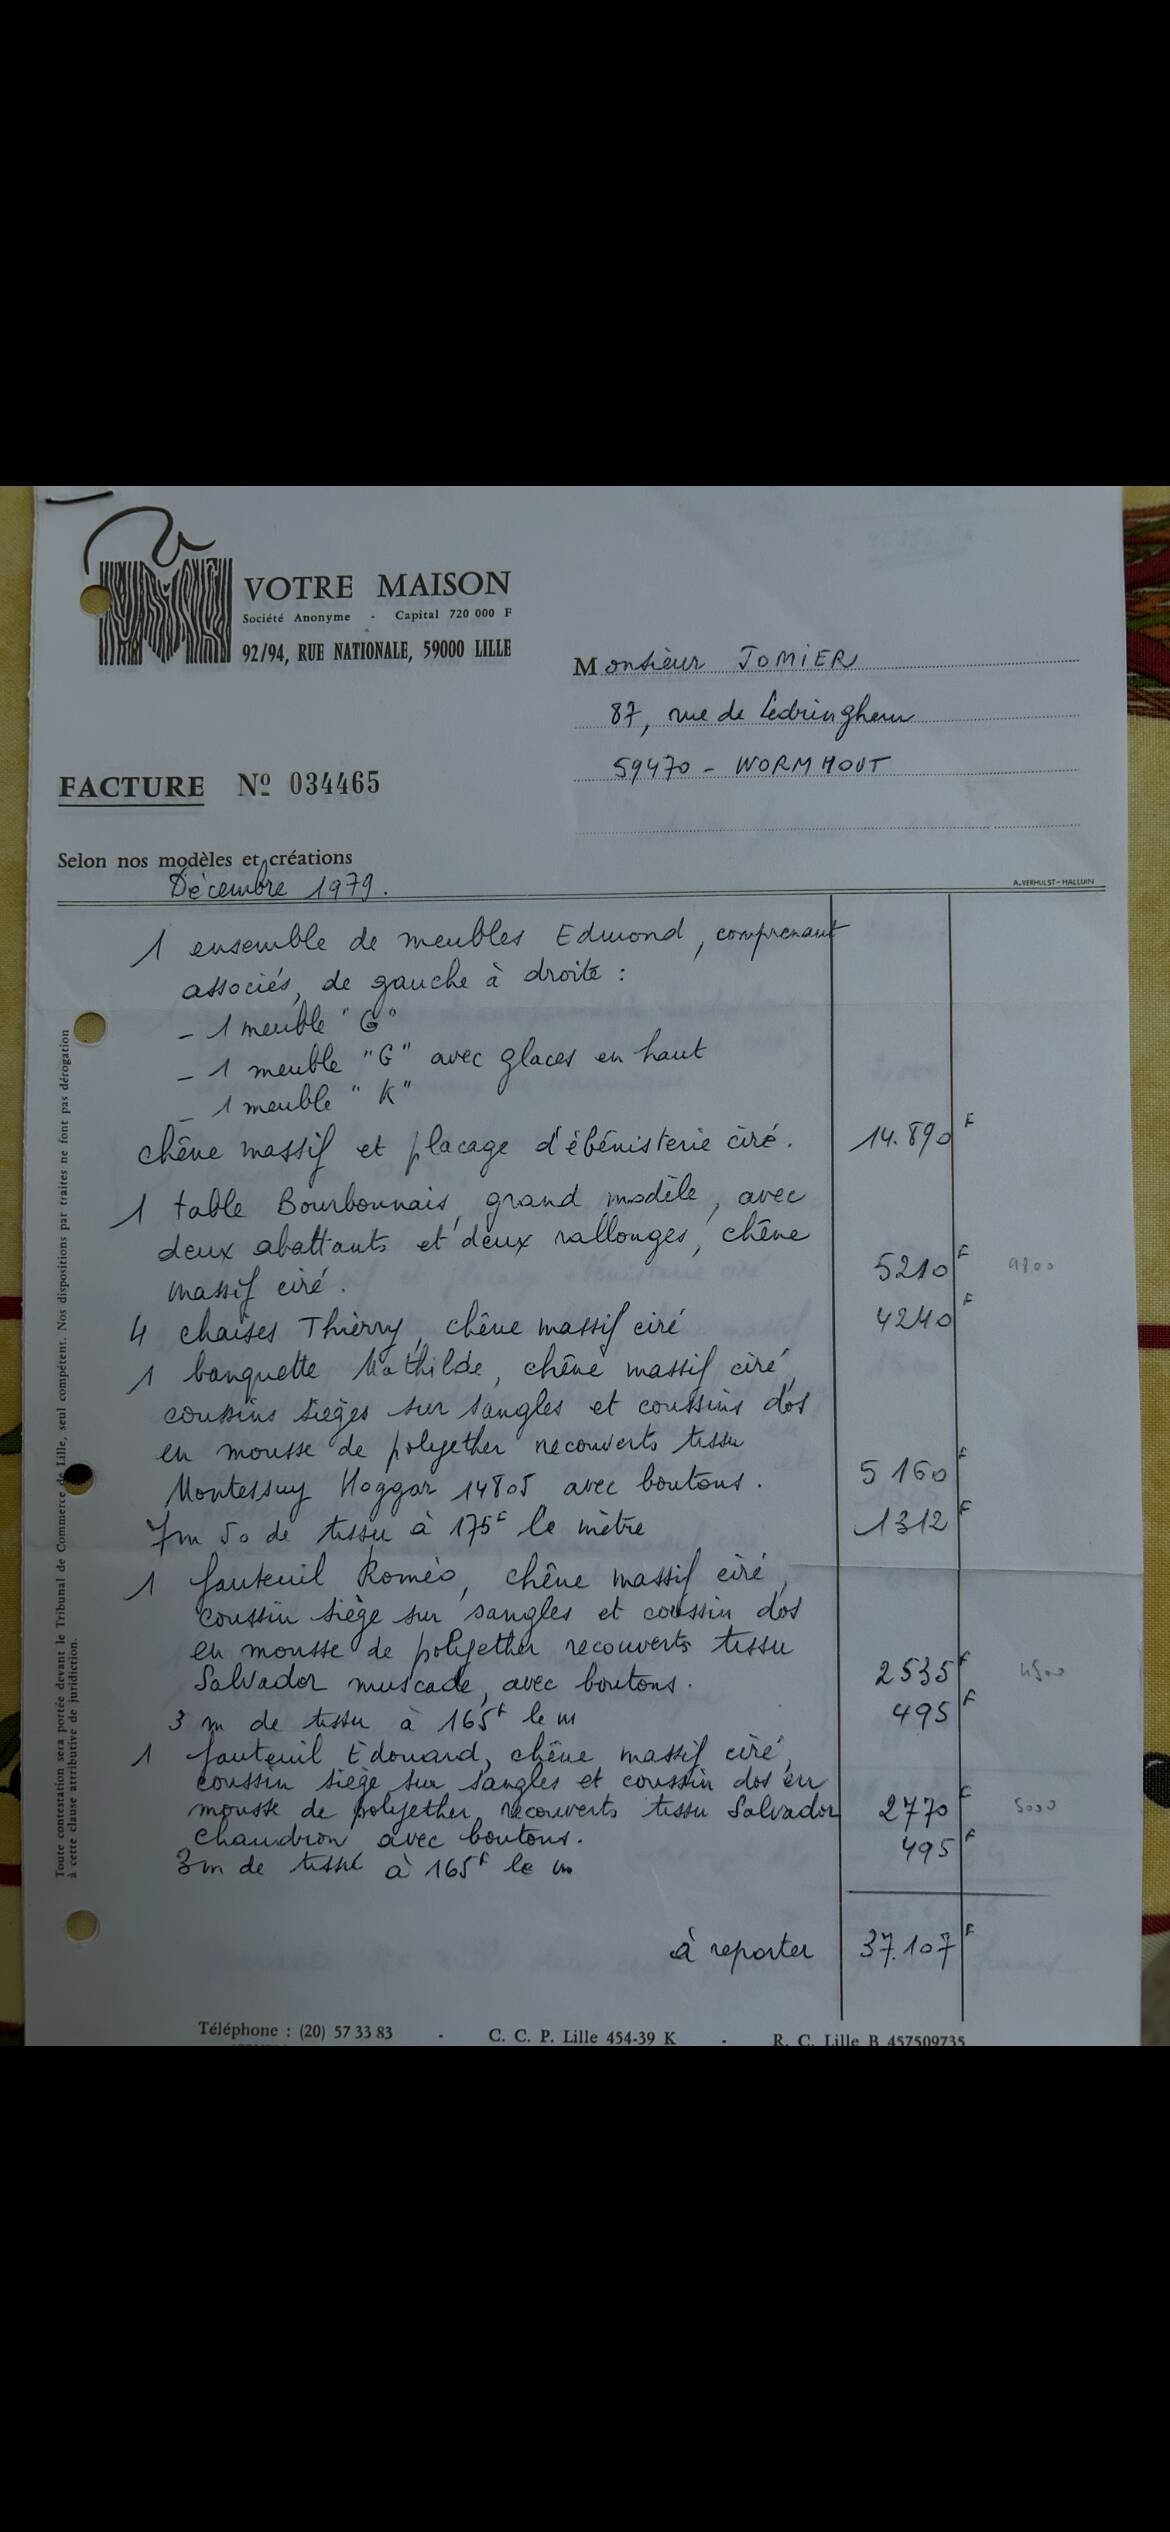 VOTRE MAISON
Société Anonyme - Capital 720 000 F
92/94, RUE NATIONALE, 59000 LILLE
Monsieur JOMIER
87, rue de Ledringhem
59470 - WORMHOUT
FACTURE Nº 034465
Selon nos modèles et créations
Décembre 1979.
A. VERHULST - HALLUIN
1 ensemble de meubles Edmond, comprenant
associés, de gauche à droite :
- 1 meuble "G"
- 1 meuble "G" avec glaces en haut
- 1 meuble "K"
chêne massif et placage d'ébénisterie ciré. 14.890 F
1 table Bourbonnais, grand modèle, avec
deux abattants et deux rallonges, chêne
massif ciré. 5210 F 9800
4 chaises Thierry, chêne massif ciré 4240 F
1 banquette Mathilde, chêne massif ciré,
coussins sièges sur sangles et coussins dos
en mousse de polyether recouverts tissu
Montessuy Hoggar 14805 avec boutons. 5160 F
7m 50 de tissu à 175F le mètre 1312 F
1 fauteuil Roméo, chêne massif ciré,
coussin siège sur sangles et coussin dos
en mousse de polyether recouverts tissu
Salvador muscade, avec boutons. 2535 F 4500
3 m de tissu à 165F le m 495 F
1 fauteuil Edouard, chêne massif ciré,
coussin siège sur sangles et coussin dos en
mousse de polyether, recouverts tissu Salvador 2770 F 5000
chaudron avec boutons.
3m de tissu à 165F le m 495 F
à reporter 37.107 F
Toute contestation sera portée devant le Tribunal de Commerce de Lille, seul compétent. Nos dispositions par traites ne font pas dérogation
à cette clause attributive de juridiction.
Téléphone : (20) 57 33 83 - C. C. P. Lille 454-39 K - R. C. Lille B 457509735